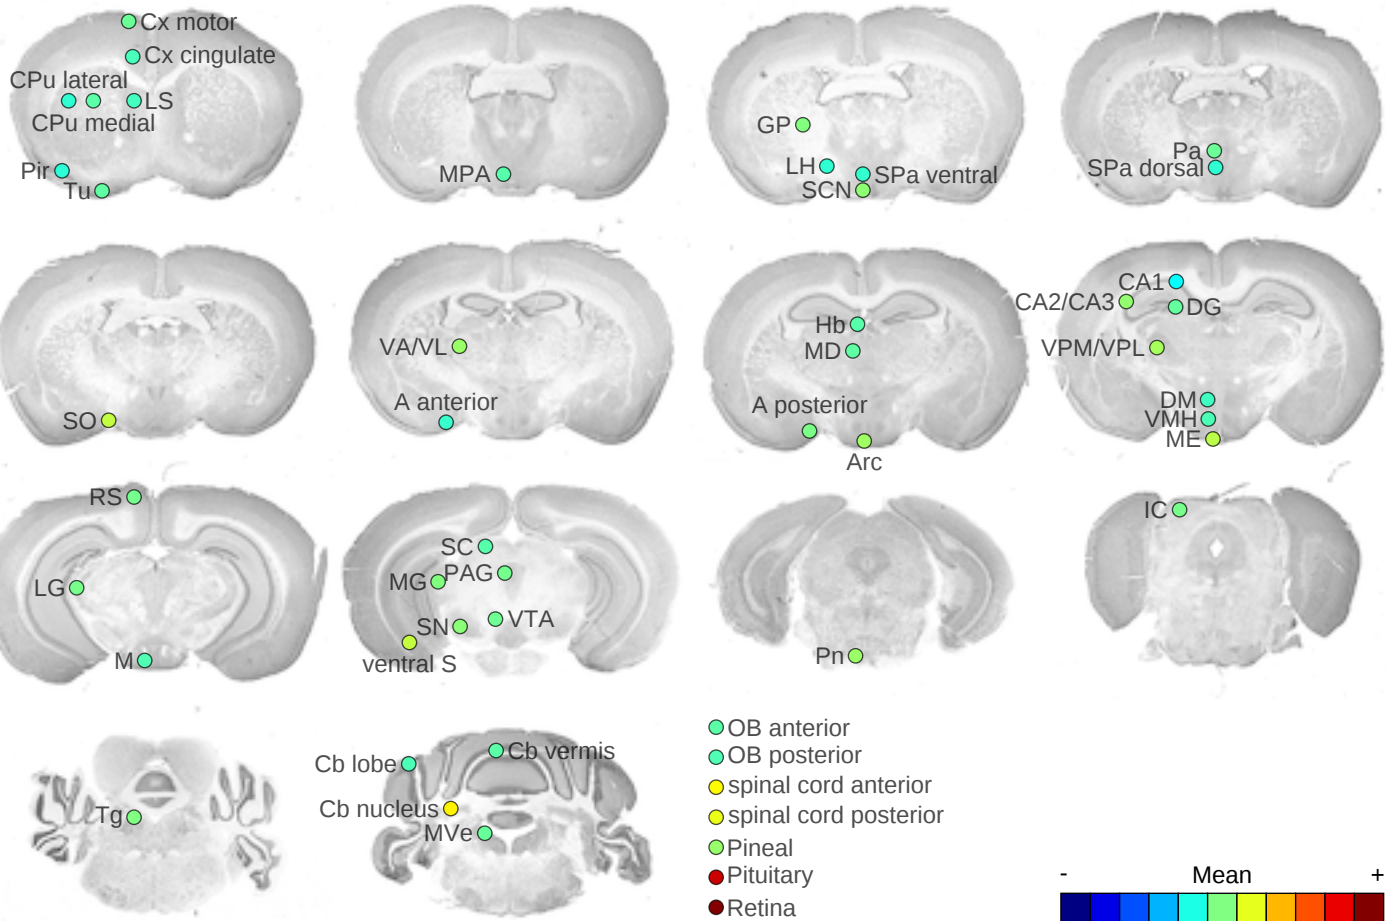 Cx motor
Cx cingulate
CPu lateral
LS
CPu medial
Pir
Tu
MPA
GP
LH
SPa ventral
SCN
Pa
SPa dorsal
SO
VA/VL
A anterior
Hb
MD
A posterior
Arc
CA1
CA2/CA3
DG
VPM/VPL
DM
VMH
ME
RS
LG
M
SC
PAG
MG
VTA
SN
ventral S
Pn
IC
Tg
Cb vermis
Cb lobe
Cb nucleus
MVe
OB anterior
OB posterior
spinal cord anterior
spinal cord posterior
Pineal
Pituitary
Retina
- Mean +